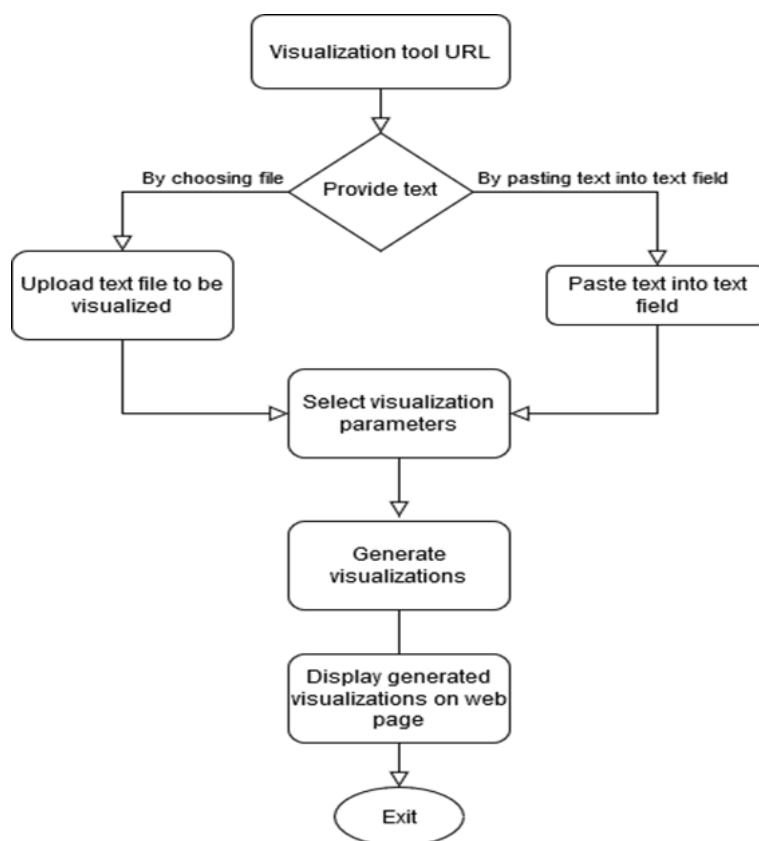 Visualization tool URL
By choosing file
Provide text
By pasting text into text field
Upload text file to be
visualized
Paste text into text
field
Select visualization
parameters
Generate
visualizations
Display generated
visualizations on web
page
Exit